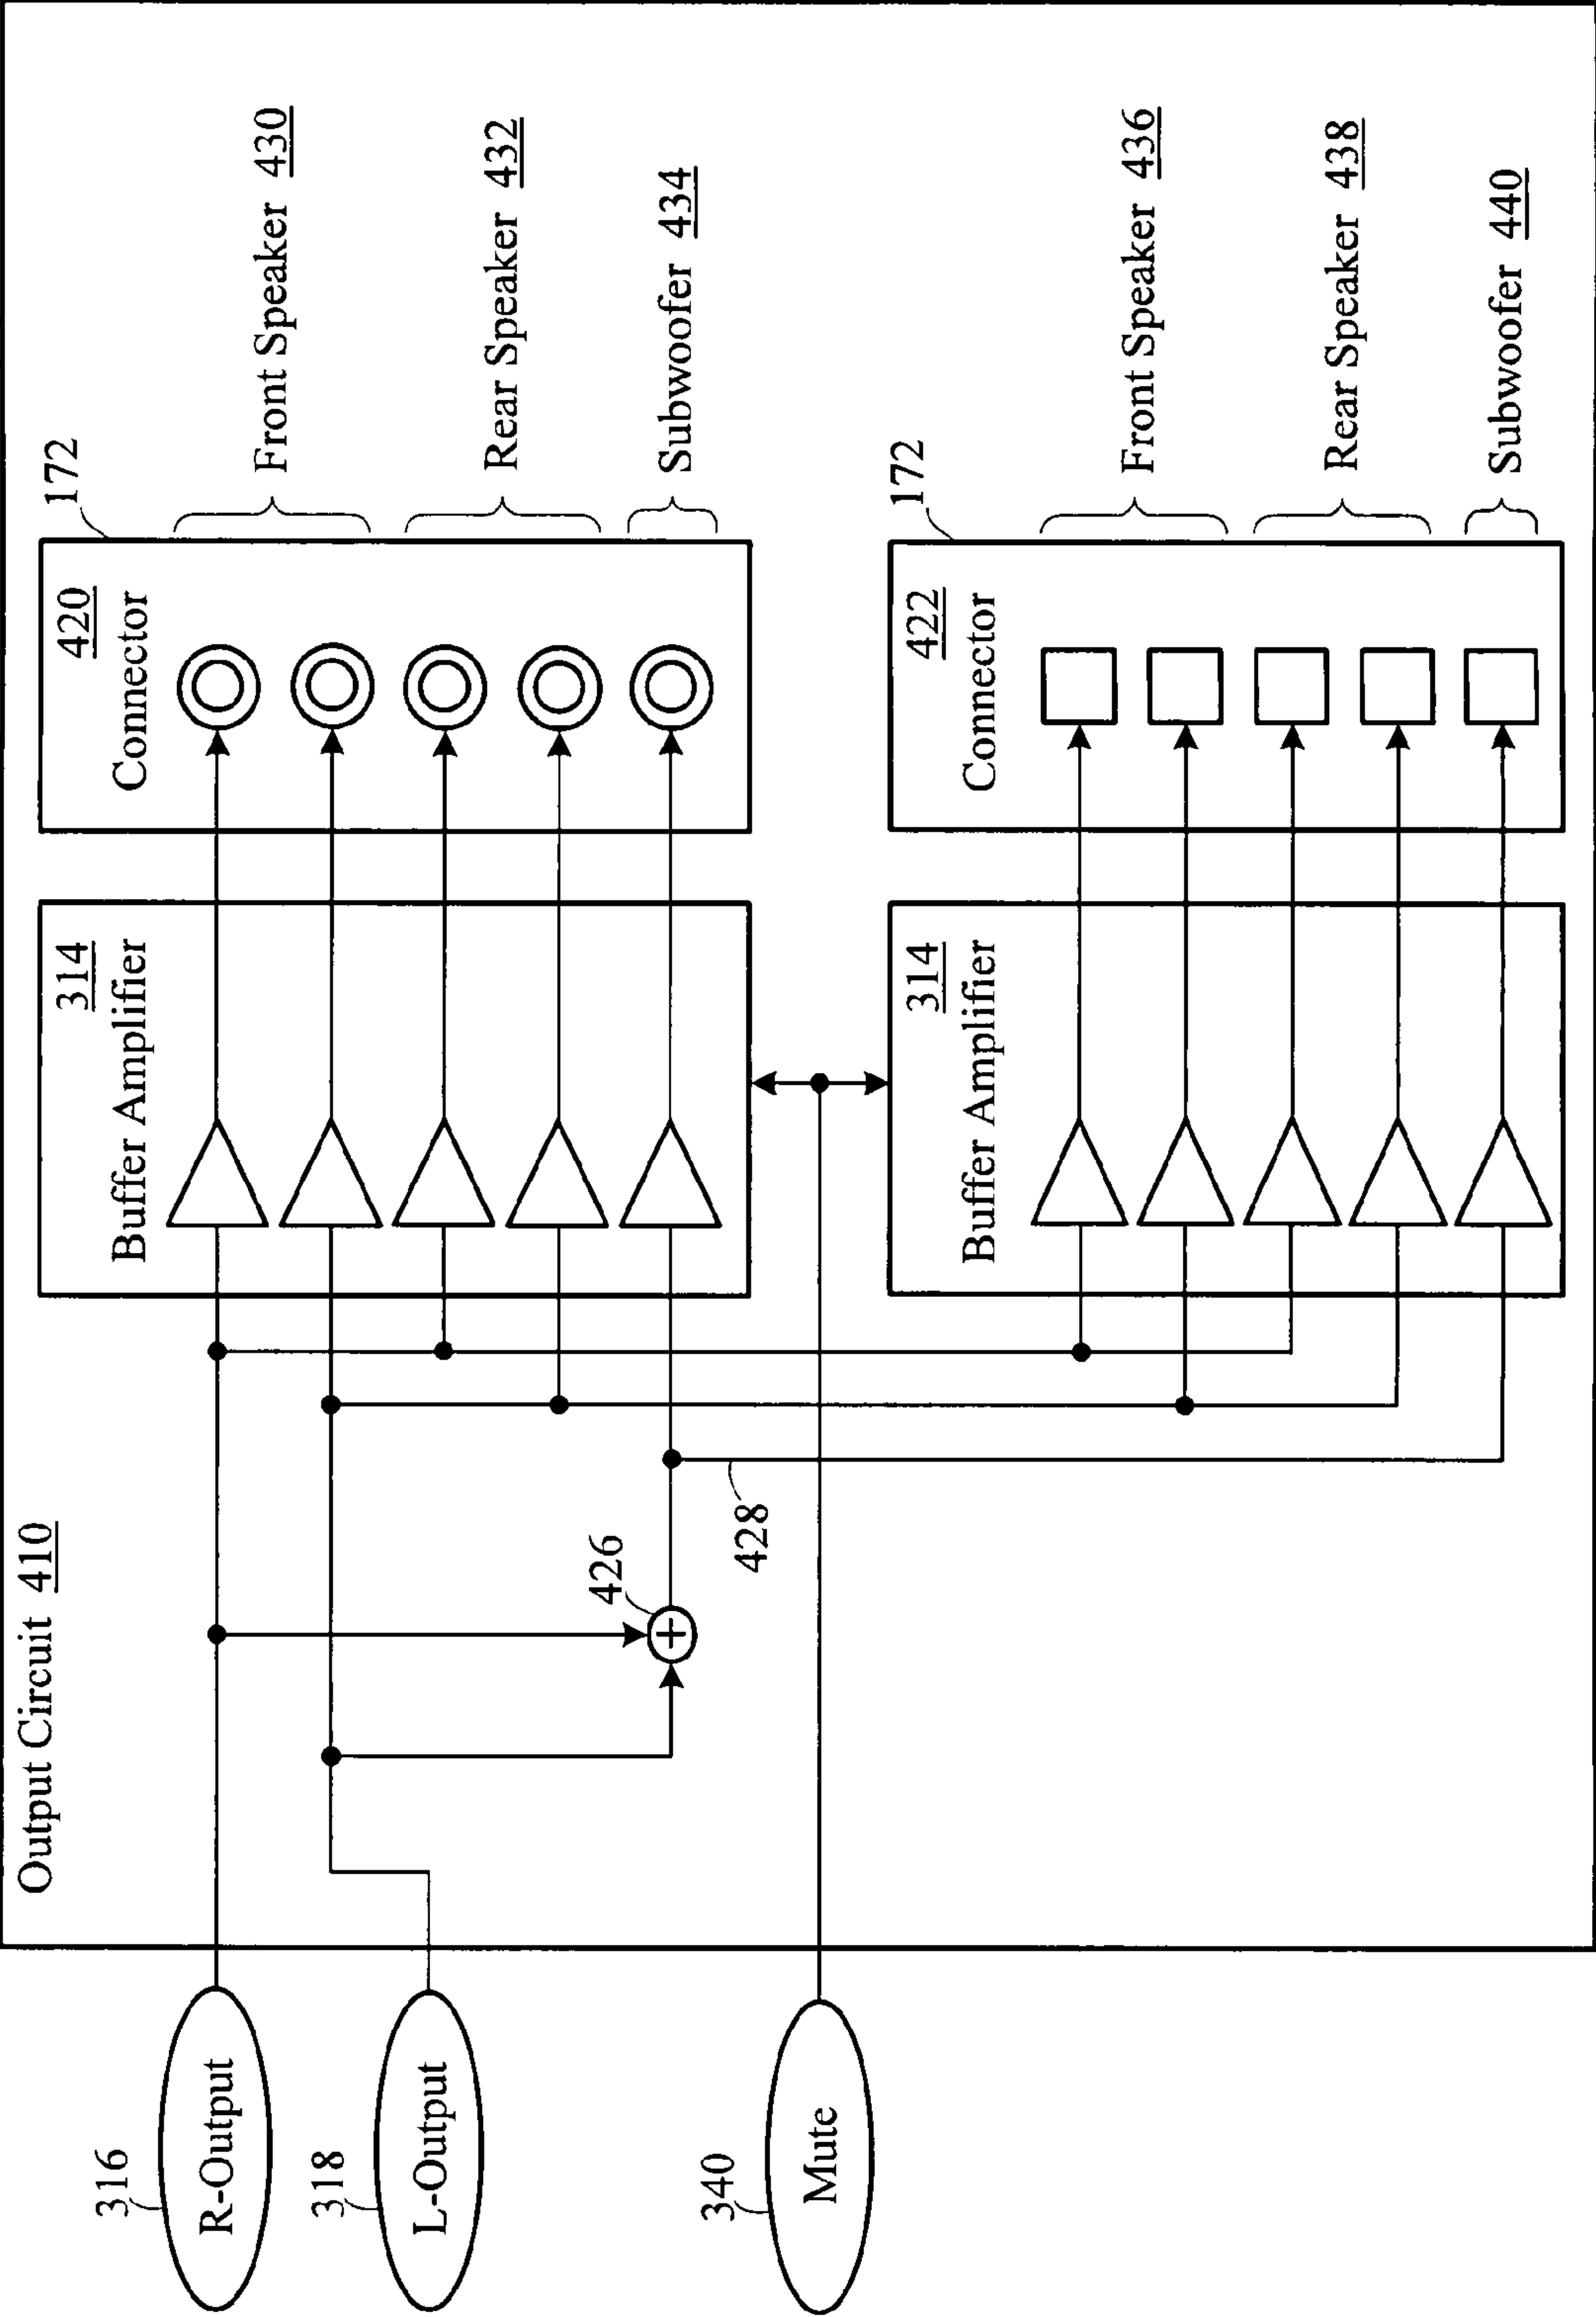 Output Circuit 410
316
R-Output
318
L-Output
340
Mute
426
428
314
Buffer Amplifier
420
Connector
172
Front Speaker 430
Rear Speaker 432
Subwoofer 434
314
Buffer Amplifier
422
Connector
172
Front Speaker 436
Rear Speaker 438
Subwoofer 440